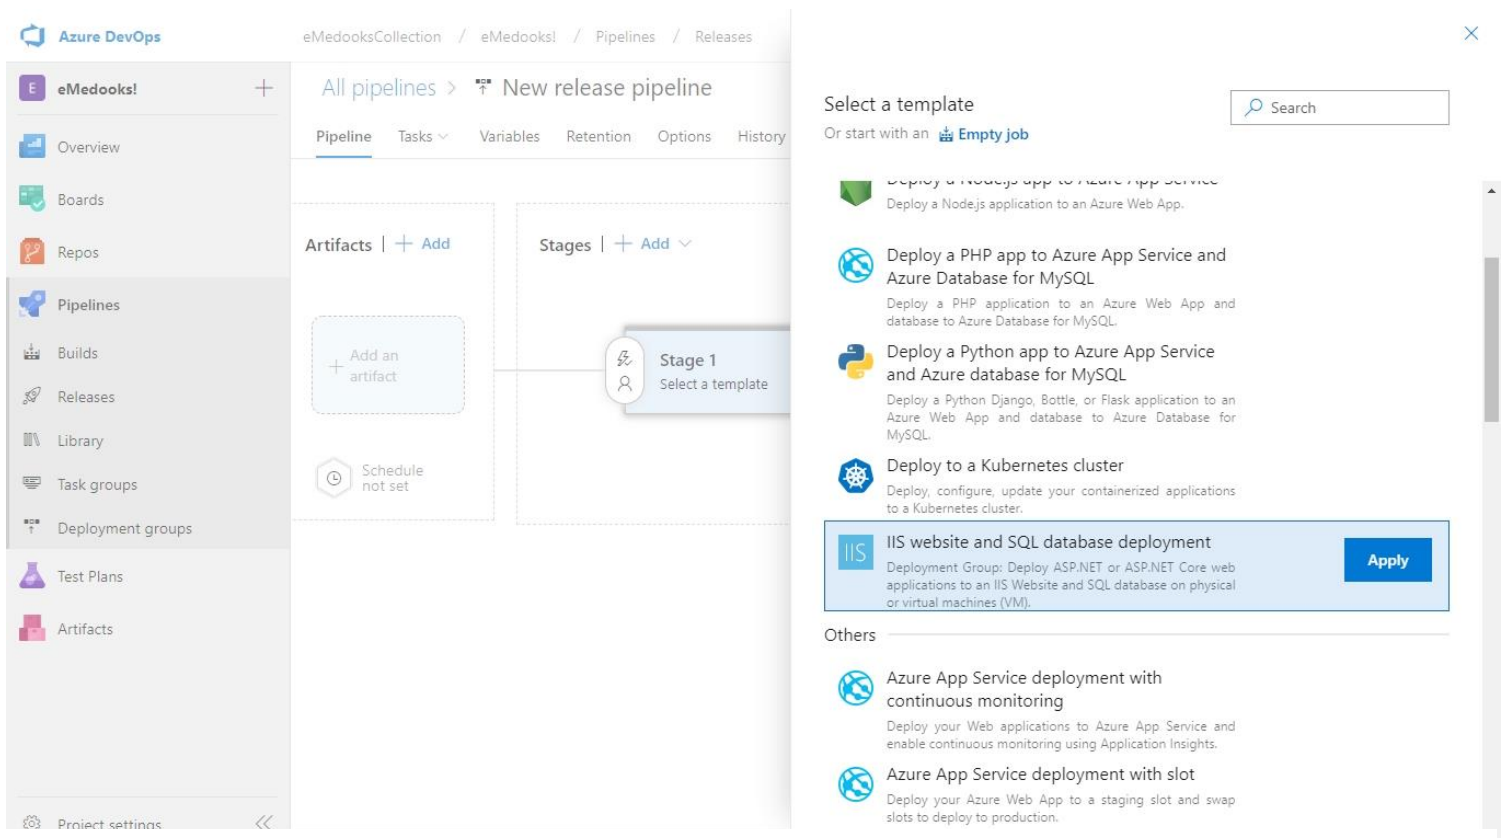 Azure DevOps
eMedooksCollection / eMedooks! / Pipelines / Releases
E eMedooks! +
Overview
Boards
Repos
Pipelines
Builds
Releases
Library
Task groups
Deployment groups
Test Plans
Artifacts
Project settings
All pipelines > New release pipeline
Pipeline Tasks Variables Retention Options History
Artifacts | + Add
Stages | + Add
+ Add an
artifact
Schedule
not set
Stage 1
Select a template
Select a template
Or start with an Empty job
Search
Deploy a Node.js app to Azure App Service
Deploy a Node.js application to an Azure Web App.
Deploy a PHP app to Azure App Service and
Azure Database for MySQL
Deploy a PHP application to an Azure Web App and
database to Azure Database for MySQL.
Deploy a Python app to Azure App Service
and Azure database for MySQL
Deploy a Python Django, Bottle, or Flask application to an
Azure Web App and database to Azure Database for
MySQL.
Deploy to a Kubernetes cluster
Deploy, configure, update your containerized applications
to a Kubernetes cluster.
IIS
IIS website and SQL database deployment
Deployment Group: Deploy ASP.NET or ASP.NET Core web
applications to an IIS Website and SQL database on physical
or virtual machines (VM).
Apply
Others
Azure App Service deployment with
continuous monitoring
Deploy your Web applications to Azure App Service and
enable continuous monitoring using Application Insights.
Azure App Service deployment with slot
Deploy your Azure Web App to a staging slot and swap
slots to deploy to production.